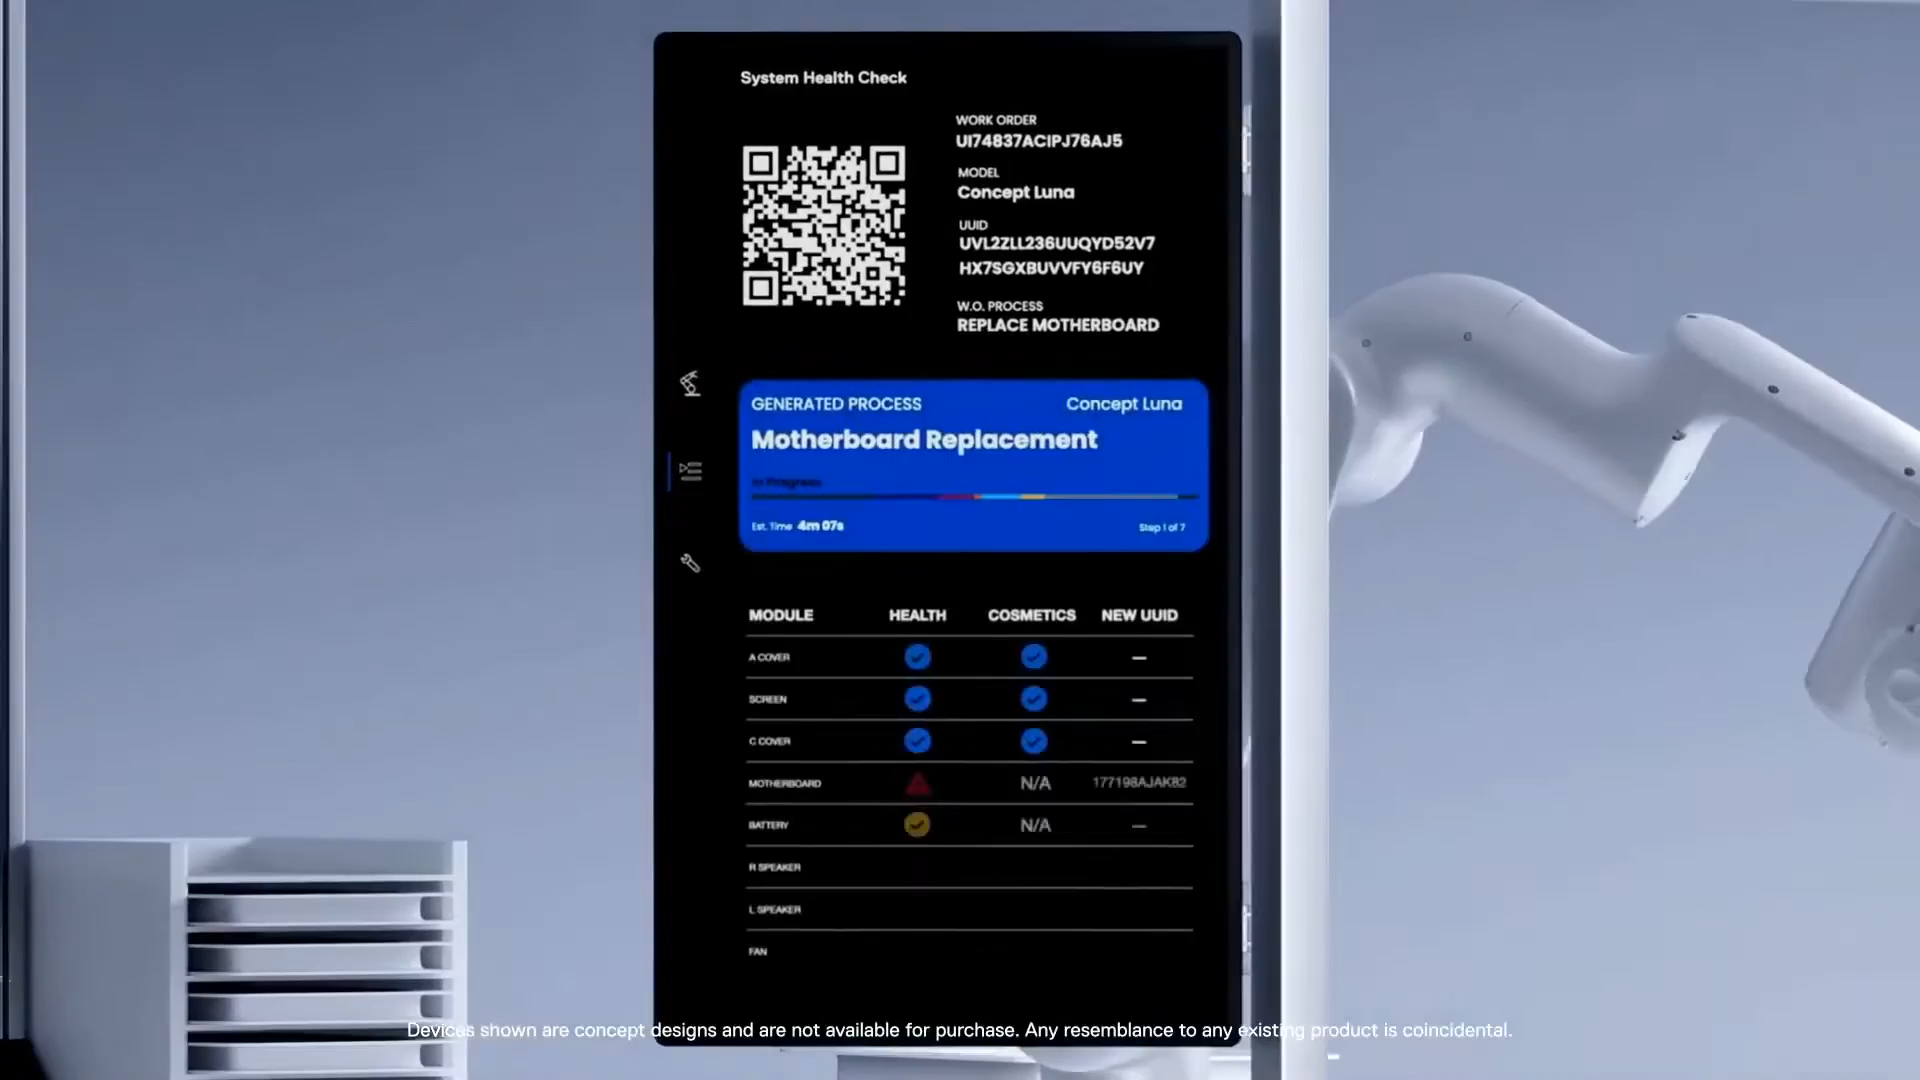 System Health Check
WORK ORDER
UI74837ACIPJ76AJ5
MODEL
Concept Luna
UUID
UVL2ZLL236UUQYD52V7
HX7SGXBUVVFY6F6UY
W.O. PROCESS
REPLACE MOTHERBOARD
GENERATED PROCESS Concept Luna
Motherboard Replacement
In Progress
Est. Time 4m 07s Step 1 of 7
MODULE HEALTH COSMETICS NEW UUID
A COVER —
SCREEN —
C COVER —
MOTHERBOARD N/A 177198AJAK82
BATTERY N/A —
R SPEAKER
L SPEAKER
FAN
Devices shown are concept designs and are not available for purchase. Any resemblance to any existing product is coincidental.